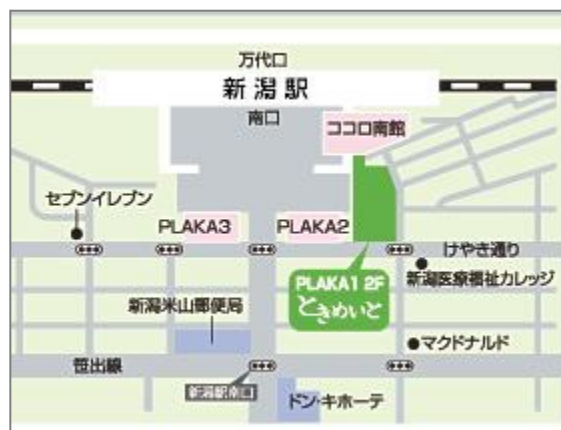 万代口
新潟駅
南口
ココロ南館
セブンイレブン
PLAKA3
PLAKA2
けやき通り
新潟医療福祉カレッジ
PLAKA1 2F
ときめいと
新潟米山郵便局
マクドナルド
笹出線
新潟駅南口
ドン・キホーテ